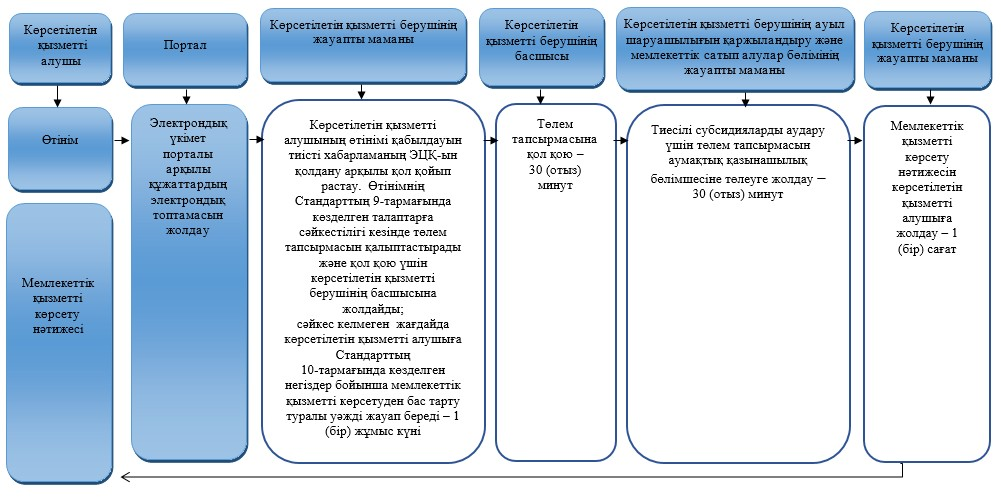 Көрсетілетін
қызметті
алушы
Портал
Көрсетілетін қызметті берушінің
жауапты маманы
Көрсетілетін
қызметті берушінің
басшысы
Көрсетілетін қызметті берушінің ауыл
шаруашылығын қаржыландыру және
мемлекеттік сатып алулар бөлімінің
жауапты маманы
Көрсетілетін
қызметті берушінің
жауапты маманы
Өтінім
Электрондық
үкімет
порталы
арқылы
құжаттардың
электрондық
топтамасын
жолдау
Көрсетілетін қызметті
алушының өтінімі қабылдауын
тиісті хабарламаның ЭЦҚ-ын
қолдану арқылы қол қойып
растау. Өтінімнің
Стандарттың 9-тармағында
көзделген талаптарға
сәйкестілігі кезінде төлем
тапсырмасын қалыптастырады
және қол қою үшін
көрсетілетін қызметті
берушінің басшысына
жолдайды;
сәйкес келмеген жағдайда
көрсетілетін қызметті алушыға
Стандарттың
10-тармағында көзделген
негіздер бойынша мемлекеттік
қызметті көрсетуден бас тарту
туралы уәжді жауап береді – 1
(бір) жұмыс күні
Төлем
тапсырмасына
қол қою –
30 (отыз)
минут
Тиесілі субсидияларды аудару
үшін төлем тапсырмасын
аумақтық қазынашылық
бөлімшесіне төлеуге жолдау –
30 (отыз) минут
Мемлекеттік
қызметті
көрсету
нәтижесін
көрсетілетін
қызметті
алушыға
жолдау – 1
(бір) сағат
Мемлекеттік
қызметті
көрсету
нәтижесі